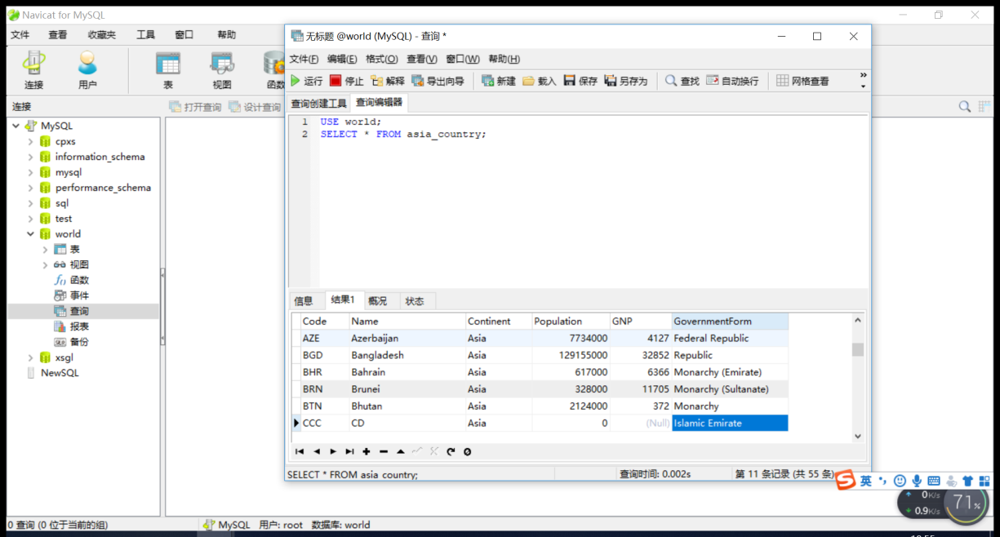 Navicat for MySQL
文件 查看 收藏夹 工具 窗口 帮助
连接 用户 表 视图 函数
连接
打开查询 设计查询
MySQL
cpxs
information_schema
mysql
performance_schema
sql
test
world
表
视图
函数
事件
查询
报表
备份
xsgl
NewSQL
无标题 @world (MySQL) - 查询 *
文件(F) 编辑(E) 格式(O) 查看(V) 窗口(W) 帮助(H)
运行 停止 解释 导出向导 新建 载入 保存 另存为 查找 自动换行 网格查看
查询创建工具 查询编辑器
1 USE world;
2 SELECT * FROM asia_country;
信息 结果1 概况 状态
Code Name Continent Population GNP GovernmentForm
AZE Azerbaijan Asia 7734000 4127 Federal Republic
BGD Bangladesh Asia 129155000 32852 Republic
BHR Bahrain Asia 617000 6366 Monarchy (Emirate)
BRN Brunei Asia 328000 11705 Monarchy (Sultanate)
BTN Bhutan Asia 2124000 372 Monarchy
CCC CD Asia 0 (Null) Islamic Emirate
SELECT * FROM asia_country; 查询时间: 0.002s 第 11 条记录 (共 55 条)
英
0K/s
0.9K/s
71%
0 查询 (0 位于当前的组) MySQL 用户: root 数据库: world